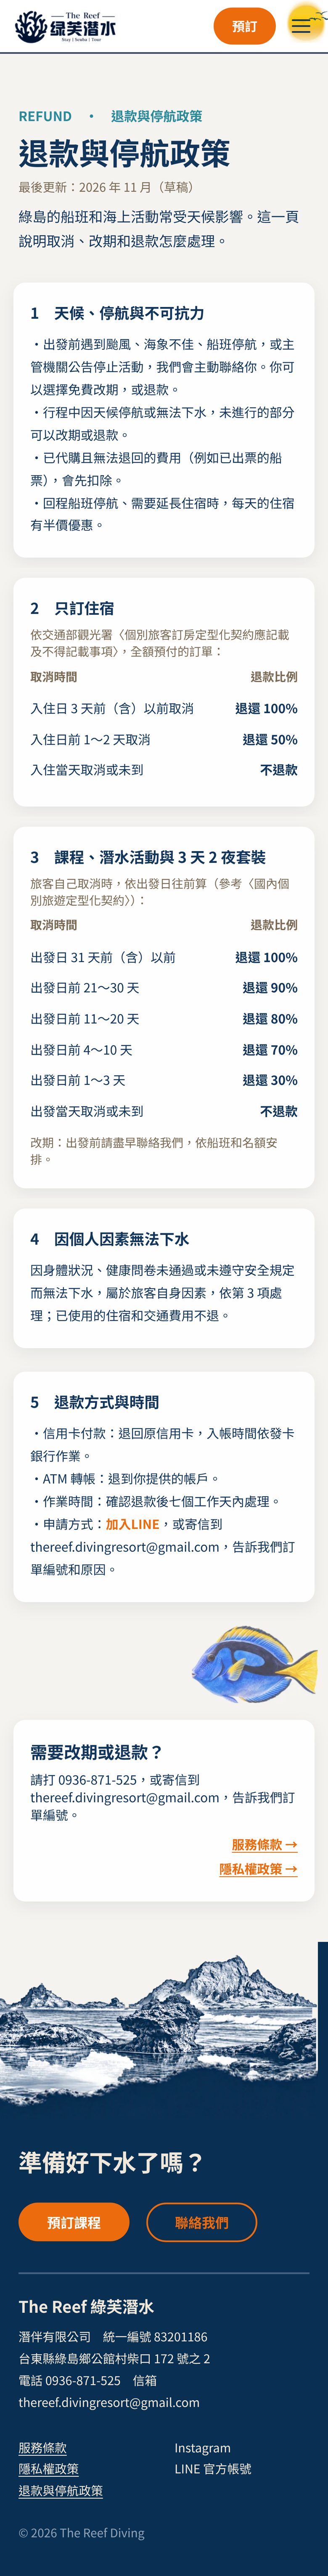 The Reef
綠芙潛水
Stay | Scuba | Tour
預訂
REFUND ・ 退款與停航政策
退款與停航政策
最後更新：2026 年 11 月（草稿）
綠島的船班和海上活動常受天候影響。這一頁
說明取消、改期和退款怎麼處理。
1 天候、停航與不可抗力
・出發前遇到颱風、海象不佳、船班停航，或主
管機關公告停止活動，我們會主動聯絡你。你可
以選擇免費改期，或退款。
・行程中因天候停航或無法下水，未進行的部分
可以改期或退款。
・已代購且無法退回的費用（例如已出票的船
票），會先扣除。
・回程船班停航、需要延長住宿時，每天的住宿
有半價優惠。
2 只訂住宿
依交通部觀光署〈個別旅客訂房定型化契約應記載
及不得記載事項〉，全額預付的訂單：
取消時間 退款比例
入住日 3 天前（含）以前取消 退還 100%
入住日前 1～2 天取消 退還 50%
入住當天取消或未到 不退款
3 課程、潛水活動與 3 天 2 夜套裝
旅客自己取消時，依出發日往前算（參考〈國內個
別旅遊定型化契約〉）：
取消時間 退款比例
出發日 31 天前（含）以前 退還 100%
出發日前 21～30 天 退還 90%
出發日前 11～20 天 退還 80%
出發日前 4～10 天 退還 70%
出發日前 1～3 天 退還 30%
出發當天取消或未到 不退款
改期：出發前請盡早聯絡我們，依船班和名額安
排。
4 因個人因素無法下水
因身體狀況、健康問卷未通過或未遵守安全規定
而無法下水，屬於旅客自身因素，依第 3 項處
理；已使用的住宿和交通費用不退。
5 退款方式與時間
・信用卡付款：退回原信用卡，入帳時間依發卡
銀行作業。
・ATM 轉帳：退到你提供的帳戶。
・作業時間：確認退款後七個工作天內處理。
・申請方式：加入LINE，或寄信到
thereef.divingresort@gmail.com，告訴我們訂
單編號和原因。
需要改期或退款？
請打 0936-871-525，或寄信到
thereef.divingresort@gmail.com，告訴我們訂
單編號。
服務條款 →
隱私權政策 →
準備好下水了嗎？
預訂課程 聯絡我們
The Reef 綠芙潛水
潛伴有限公司 統一編號 83201186
台東縣綠島鄉公館村柴口 172 號之 2
電話 0936-871-525 信箱
thereef.divingresort@gmail.com
服務條款 Instagram
隱私權政策 LINE 官方帳號
退款與停航政策
© 2026 The Reef Diving